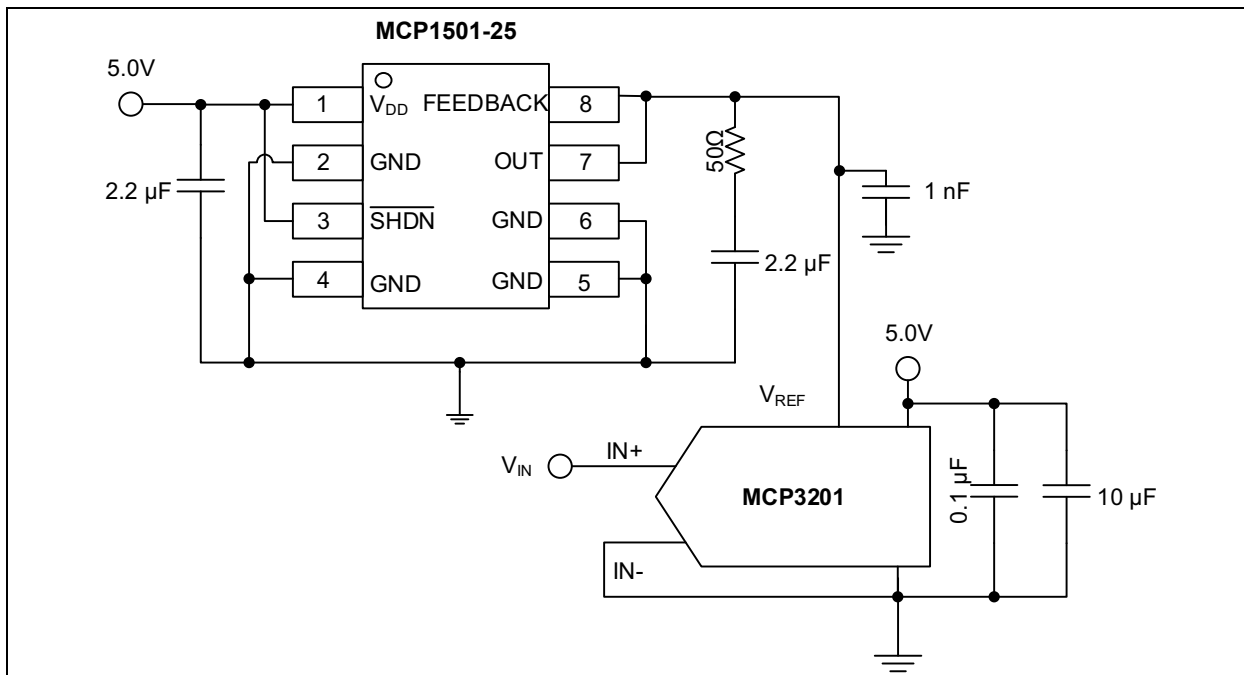 MCP1501-25
5.0V
1
V_DD
FEEDBACK
8
2
GND
OUT
7
50Ω
2.2 µF
1 nF
3
SHDN
GND
6
2.2 µF
4
GND
GND
5
5.0V
V_REF
V_IN
IN+
MCP3201
0.1 µF
10 µF
IN-